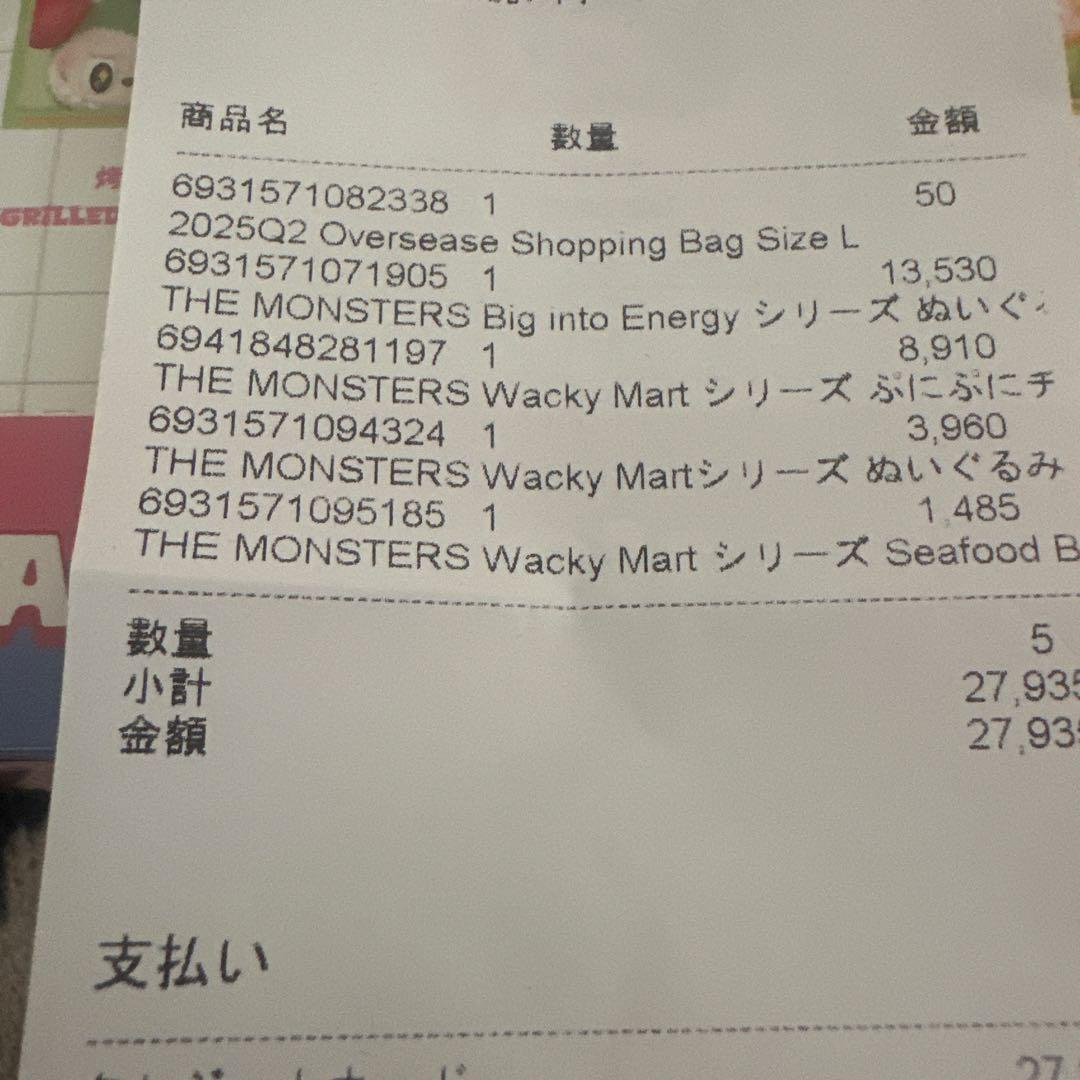 商品名 数量 金額
6931571082338 1 50
2025Q2 Oversease Shopping Bag Size L
6931571071905 1 13,530
THE MONSTERS Big into Energy シリーズ ぬいぐ
6941848281197 1 8,910
THE MONSTERS Wacky Mart シリーズ ぷにぷにチ
6931571094324 1 3,960
THE MONSTERS Wacky Martシリーズ ぬいぐるみ
6931571095185 1 1,485
THE MONSTERS Wacky Mart シリーズ Seafood B
数量 5
小計 27,935
金額 27,935
支払い
27,
烤
GRILLED
A